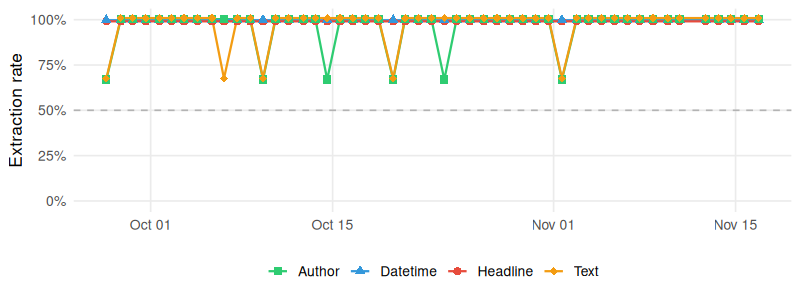 100%
75%
50%
25%
0%
Extraction rate
Oct 01 Oct 15 Nov 01 Nov 15
Author Datetime Headline Text